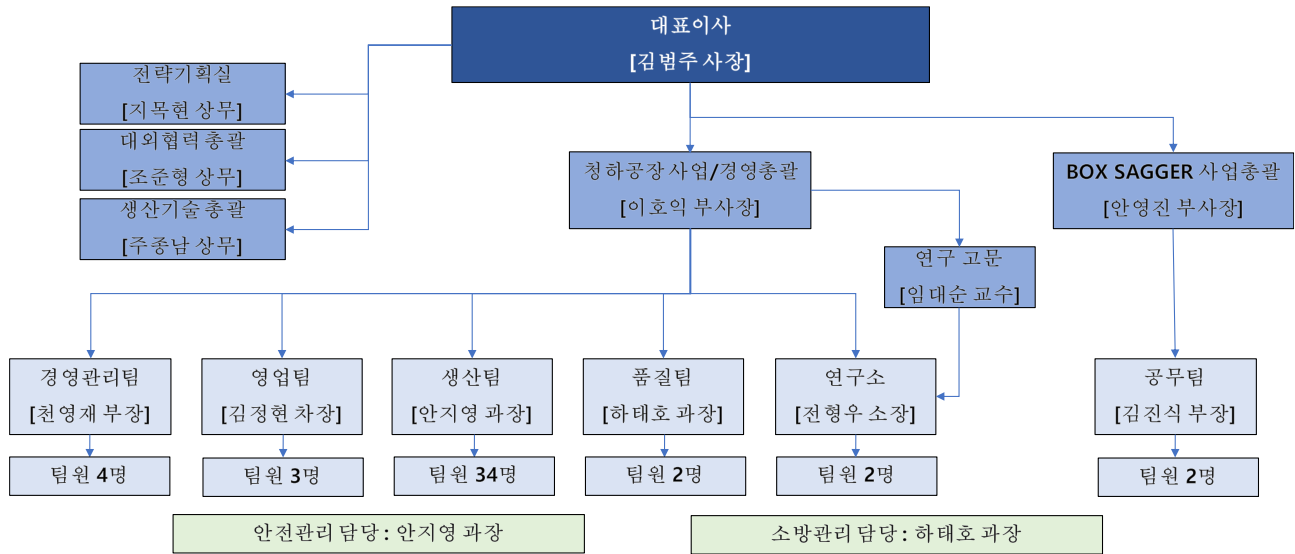 대표이사
[김범주 사장]
전략기획실
[지목현 상무]
대외협력 총괄
[조준형 상무]
생산기술 총괄
[주종남 상무]
청하공장 사업/경영총괄
[이호익 부사장]
BOX SAGGER 사업총괄
[안영진 부사장]
연구 고문
[임대순 교수]
경영관리팀
[천영재 부장]
영업팀
[김정현 차장]
생산팀
[안지영 과장]
품질팀
[하태호 과장]
연구소
[전형우 소장]
공무팀
[김진식 부장]
팀원 4명
팀원 3명
팀원 34명
팀원 2명
팀원 2명
팀원 2명
안전관리 담당 : 안지영 과장
소방관리 담당: 하태호 과장